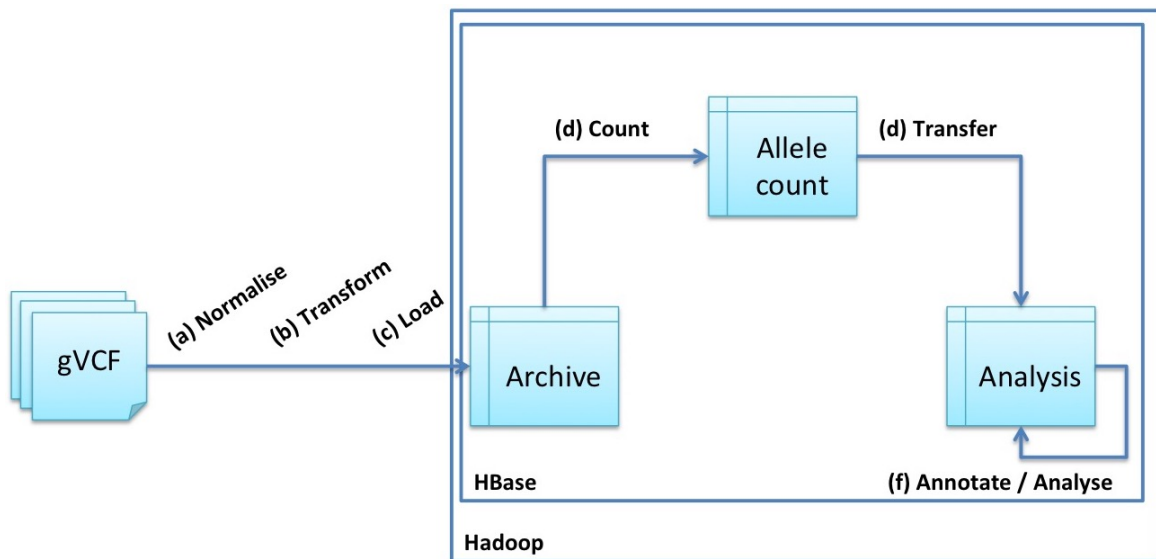 (d) Count
(d) Transfer
Allele
count
(a) Normalise
(b) Transform
(c) Load
gVCF
Archive
Analysis
HBase
(f) Annotate / Analyse
Hadoop